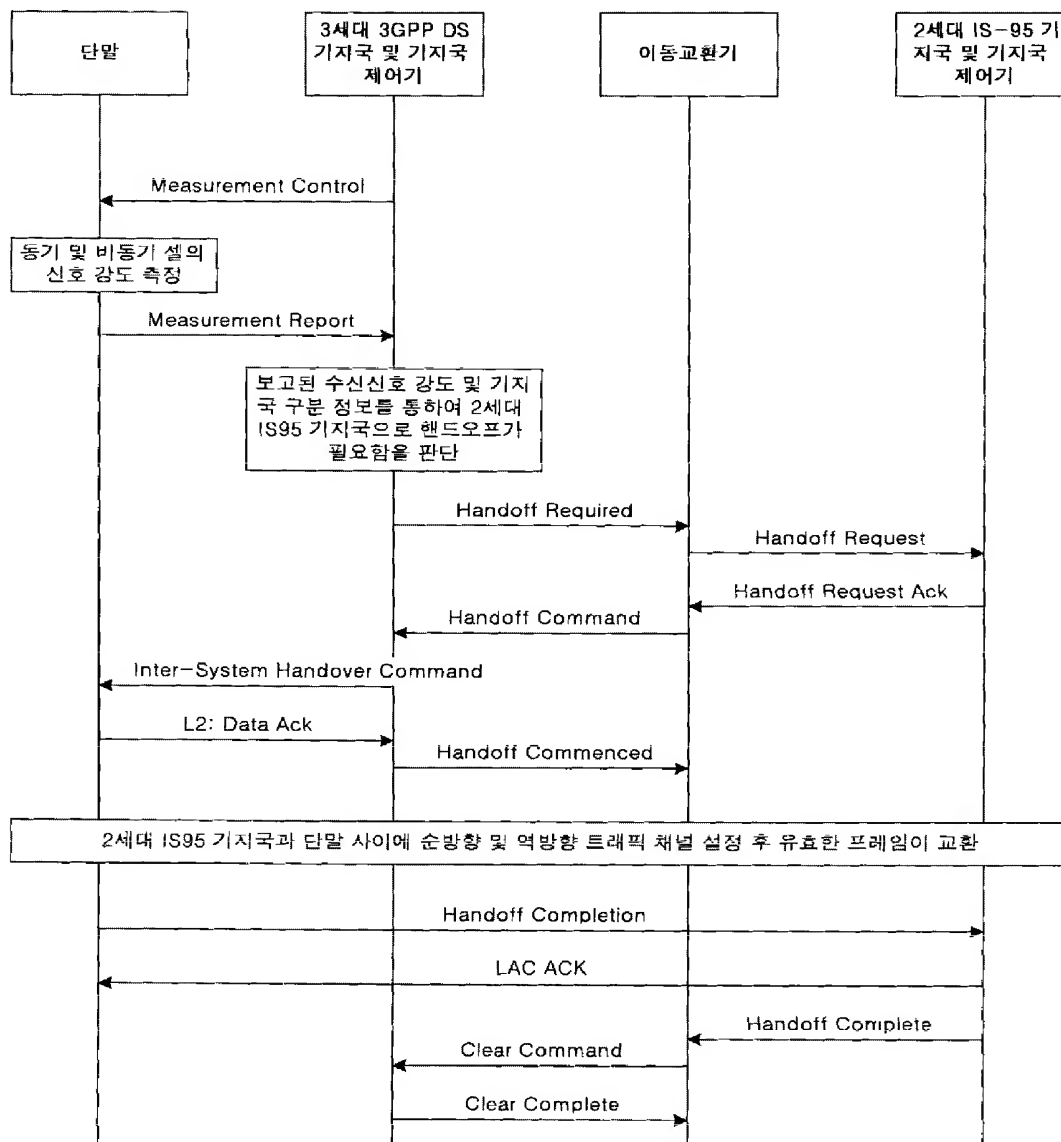 단말
3세대 3GPP DS
기지국 및 기지국
제어기
이동교환기
2세대 IS-95 기
지국 및 기지국
제어기
Measurement Control
동기 및 비동기 셀의
신호 강도 측정
Measurement Report
보고된 수신신호 강도 및 기지
국 구분 정보를 통하여 2세대
IS95 기지국으로 핸드오프가
필요함을 판단
Handoff Required
Handoff Request
Handoff Request Ack
Handoff Command
Inter-System Handover Command
L2: Data Ack
Handoff Commenced
2세대 IS95 기지국과 단말 사이에 순방향 및 역방향 트래픽 채널 설정 후 유효한 프레임이 교환
Handoff Completion
LAC ACK
Handoff Complete
Clear Command
Clear Complete